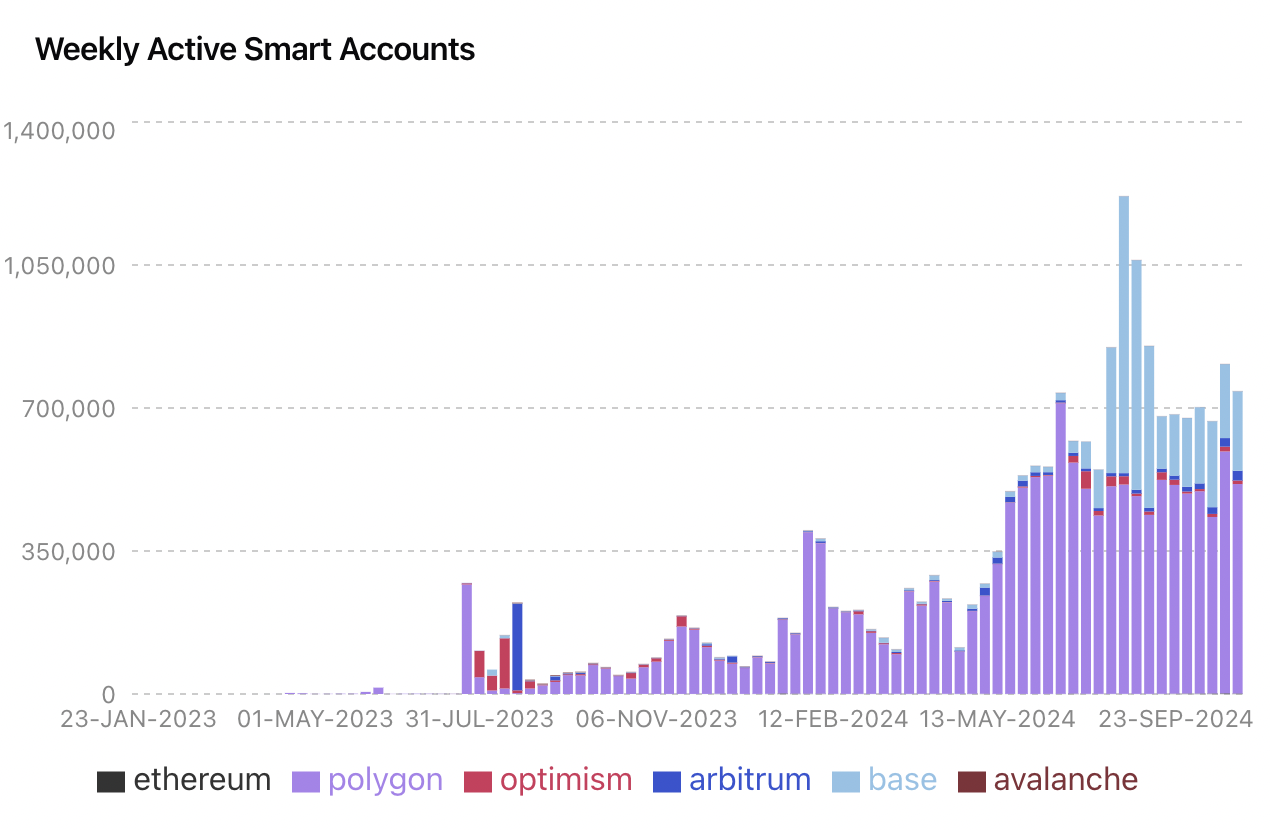 Weekly Active Smart Accounts
1,400,000
1,050,000
700,000
350,000
0
23-JAN-2023 01-MAY-2023 31-JUL-2023 06-NOV-2023 12-FEB-2024 13-MAY-2024 23-SEP-2024
ethereum polygon optimism arbitrum base avalanche